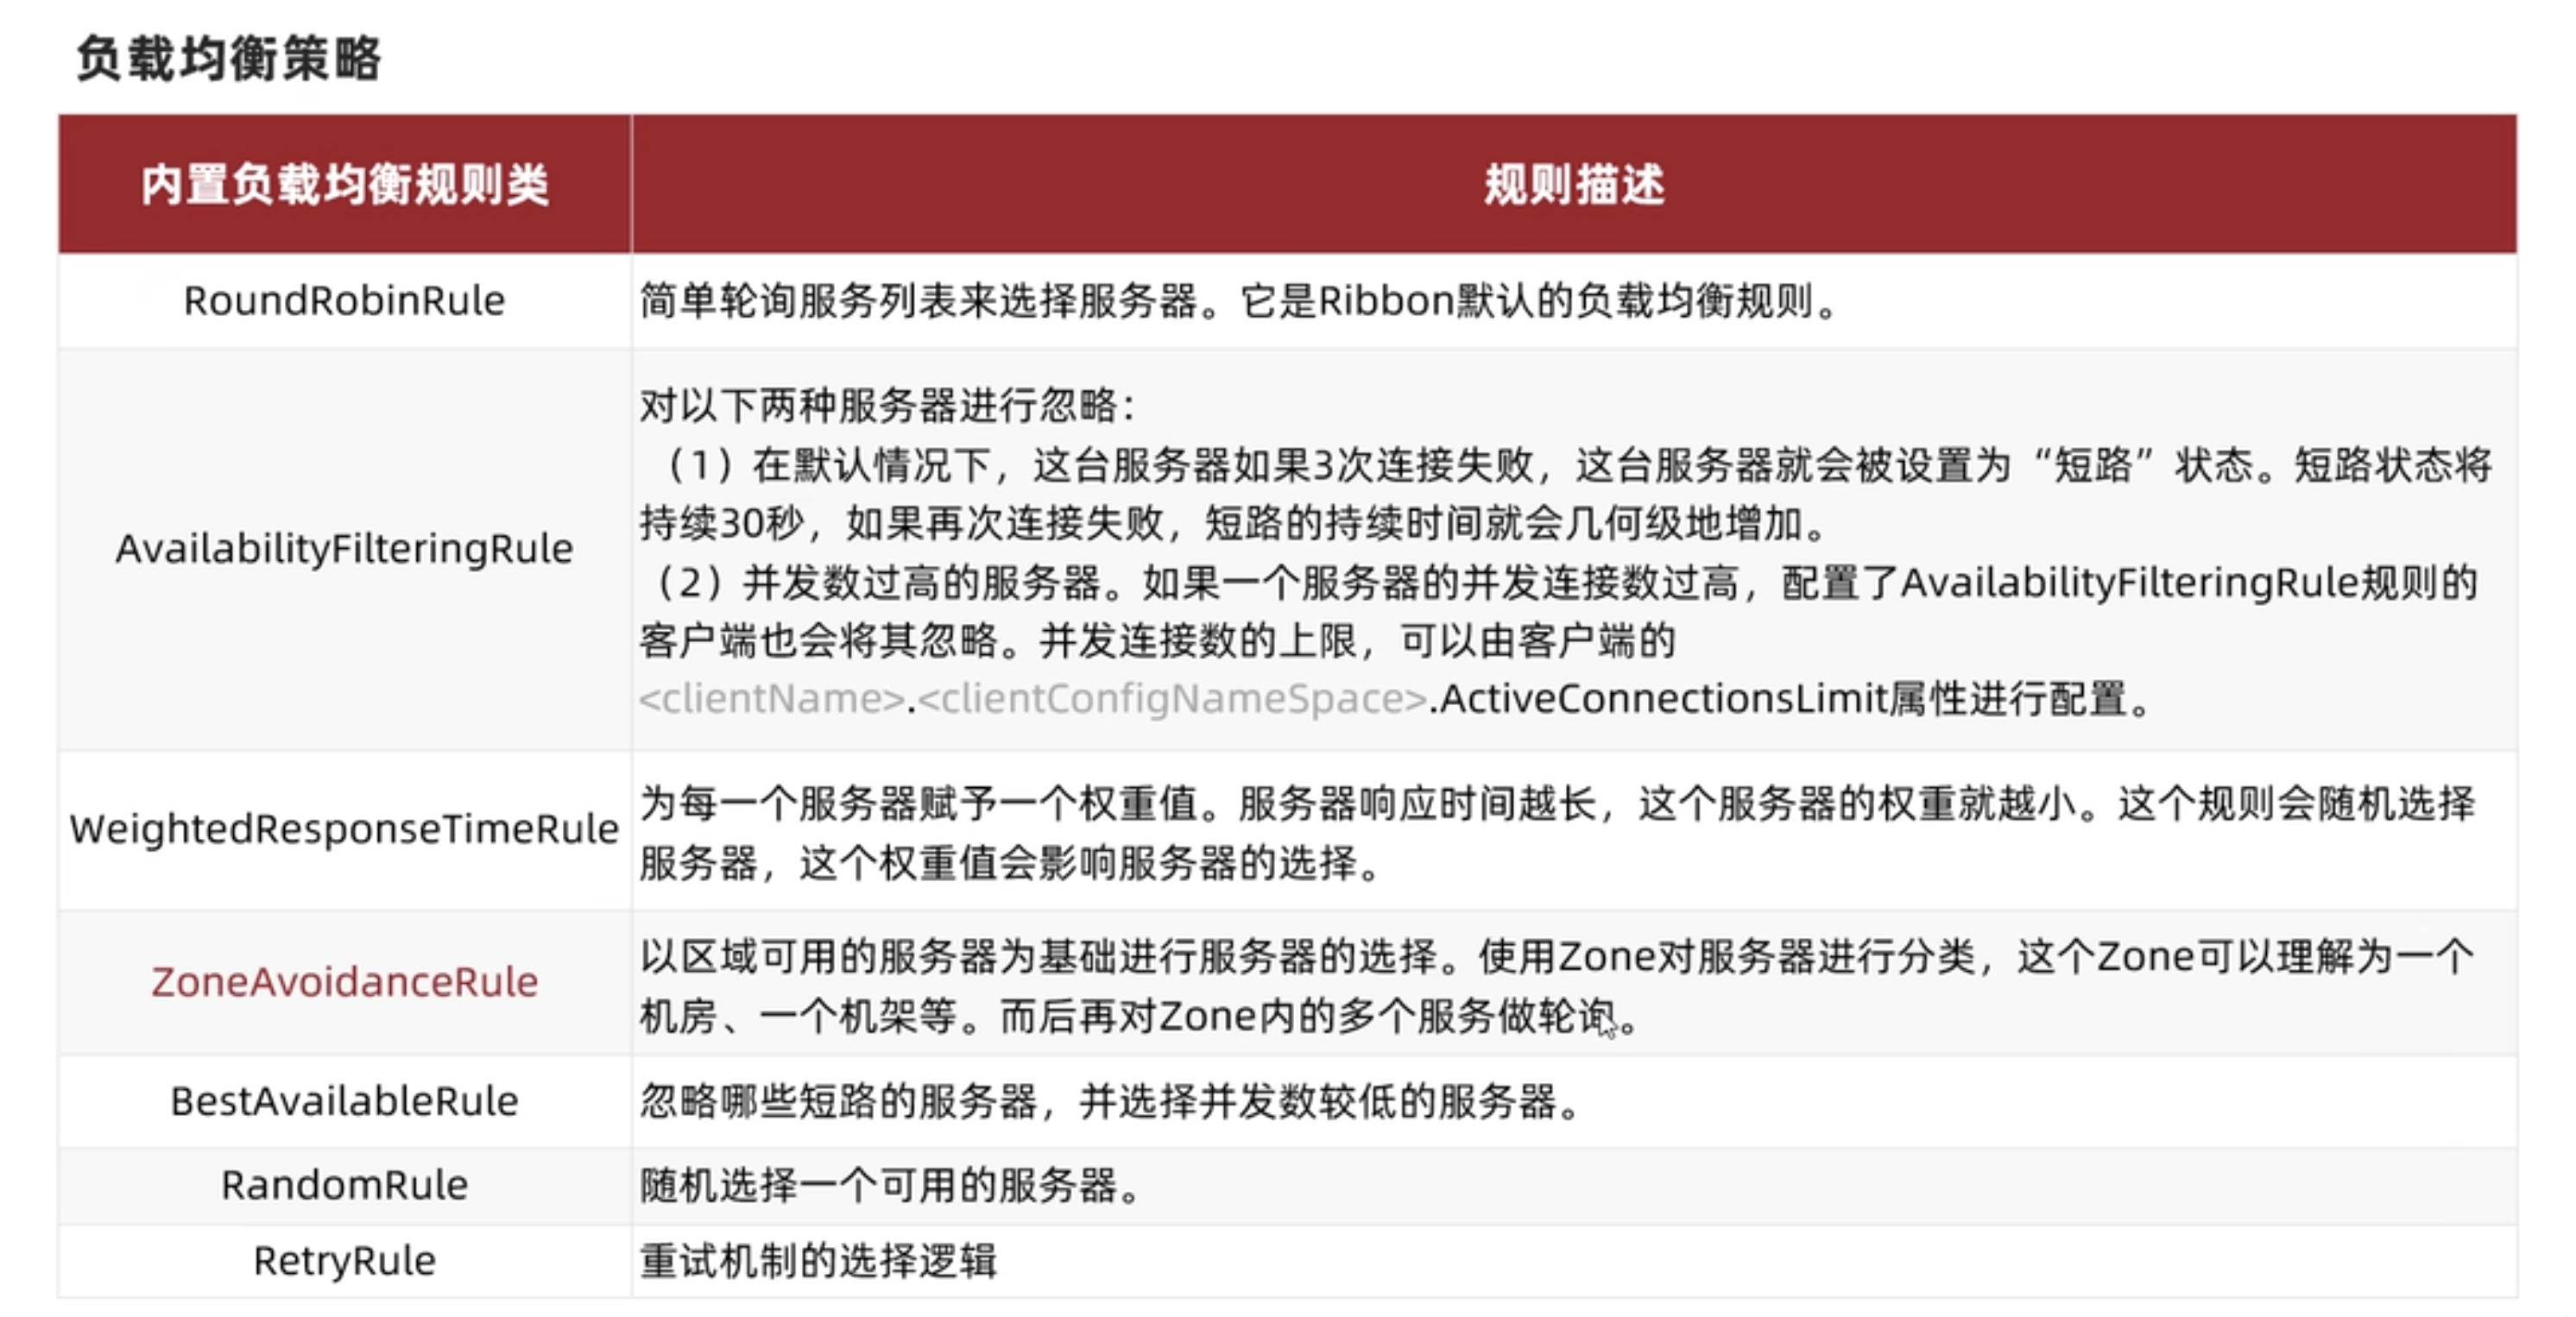 负载均衡策略
内置负载均衡规则类
规则描述
RoundRobinRule
简单轮询服务列表来选择服务器。它是Ribbon默认的负载均衡规则。
AvailabilityFilteringRule
对以下两种服务器进行忽略：
（1）在默认情况下，这台服务器如果3次连接失败，这台服务器就会被设置为“短路”状态。短路状态将
持续30秒，如果再次连接失败，短路的持续时间就会几何级地增加。
（2）并发数过高的服务器。如果一个服务器的并发连接数过高，配置了AvailabilityFilteringRule规则的
客户端也会将其忽略。并发连接数的上限，可以由客户端的
<clientName>.<clientConfigNameSpace>.ActiveConnectionsLimit属性进行配置。
WeightedResponseTimeRule
为每一个服务器赋予一个权重值。服务器响应时间越长，这个服务器的权重就越小。这个规则会随机选择
服务器，这个权重值会影响服务器的选择。
ZoneAvoidanceRule
以区域可用的服务器为基础进行服务器的选择。使用Zone对服务器进行分类，这个Zone可以理解为一个
机房、一个机架等。而后再对Zone内的多个服务做轮询。
BestAvailableRule
忽略哪些短路的服务器，并选择并发数较低的服务器。
RandomRule
随机选择一个可用的服务器。
RetryRule
重试机制的选择逻辑